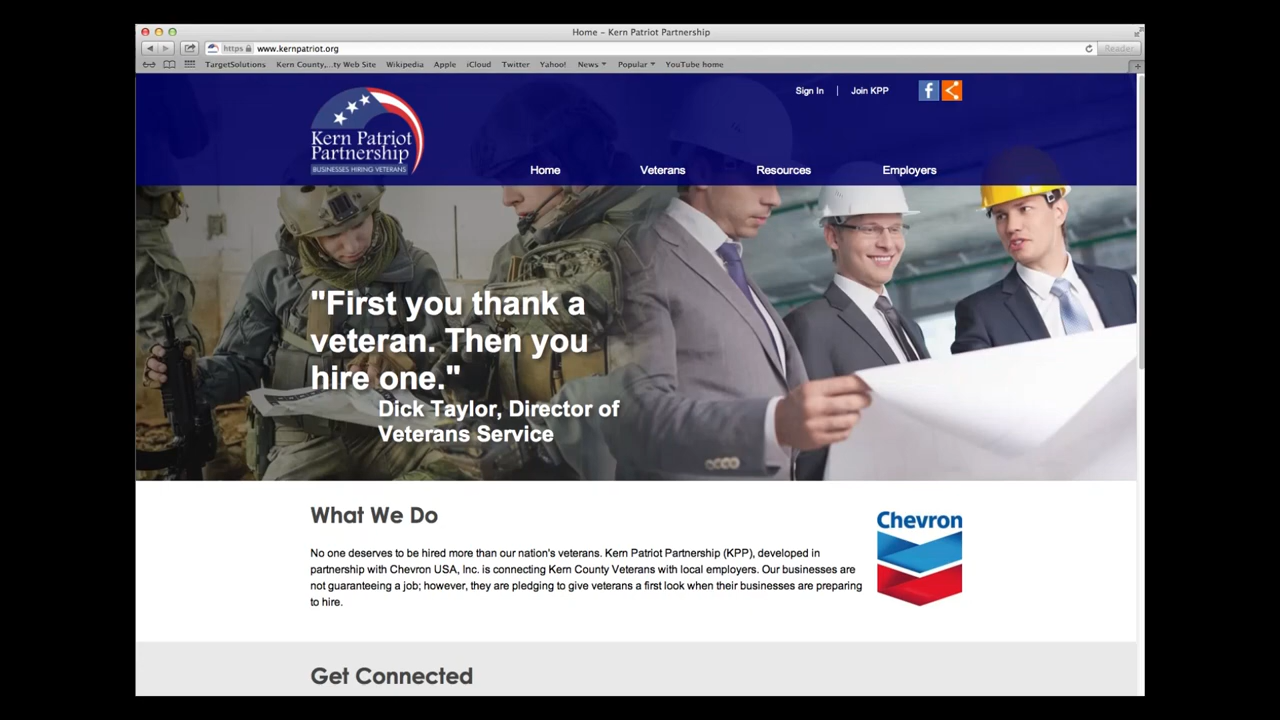 Home – Kern Patriot Partnership
https www.kernpatriot.org
Reader
TargetSolutions Kern County,...ty Web Site Wikipedia Apple iCloud Twitter Yahoo! News Popular YouTube home
Sign In | Join KPP
f
Kern Patriot
Partnership
BUSINESSES HIRING VETERANS
Home Veterans Resources Employers
"First you thank a
veteran. Then you
hire one."
Dick Taylor, Director of
Veterans Service
What We Do
Chevron
No one deserves to be hired more than our nation's veterans. Kern Patriot Partnership (KPP), developed in
partnership with Chevron USA, Inc. is connecting Kern County Veterans with local employers. Our businesses are
not guaranteeing a job; however, they are pledging to give veterans a first look when their businesses are preparing
to hire.
Get Connected